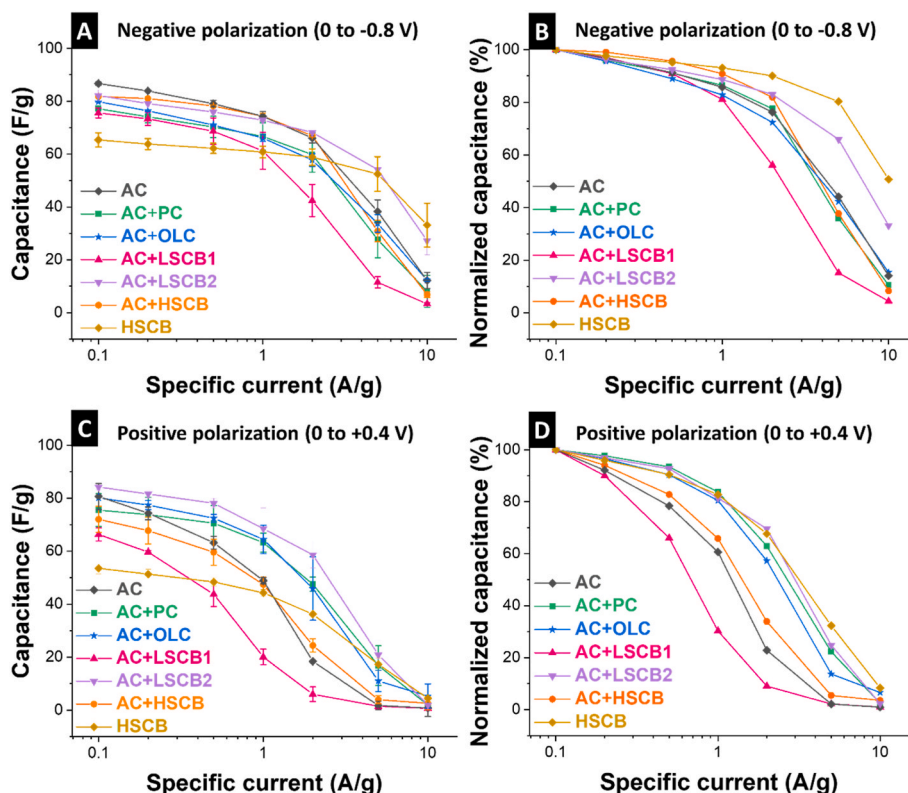 A Negative polarization (0 to -0.8 V)
Capacitance (F/g)
100
80
60
40
20
0
AC
AC+PC
AC+OLC
AC+LSCB1
AC+LSCB2
AC+HSCB
HSCB
0.1 1 10
Specific current (A/g)
B Negative polarization (0 to -0.8 V)
Normalized capacitance (%)
100
80
60
40
20
0
AC
AC+PC
AC+OLC
AC+LSCB1
AC+LSCB2
AC+HSCB
HSCB
0.1 1 10
Specific current (A/g)
C Positive polarization (0 to +0.4 V)
Capacitance (F/g)
100
80
60
40
20
0
AC
AC+PC
AC+OLC
AC+LSCB1
AC+LSCB2
AC+HSCB
HSCB
0.1 1 10
Specific current (A/g)
D Positive polarization (0 to +0.4 V)
Normalized capacitance (%)
100
80
60
40
20
0
AC
AC+PC
AC+OLC
AC+LSCB1
AC+LSCB2
AC+HSCB
HSCB
0.1 1 10
Specific current (A/g)